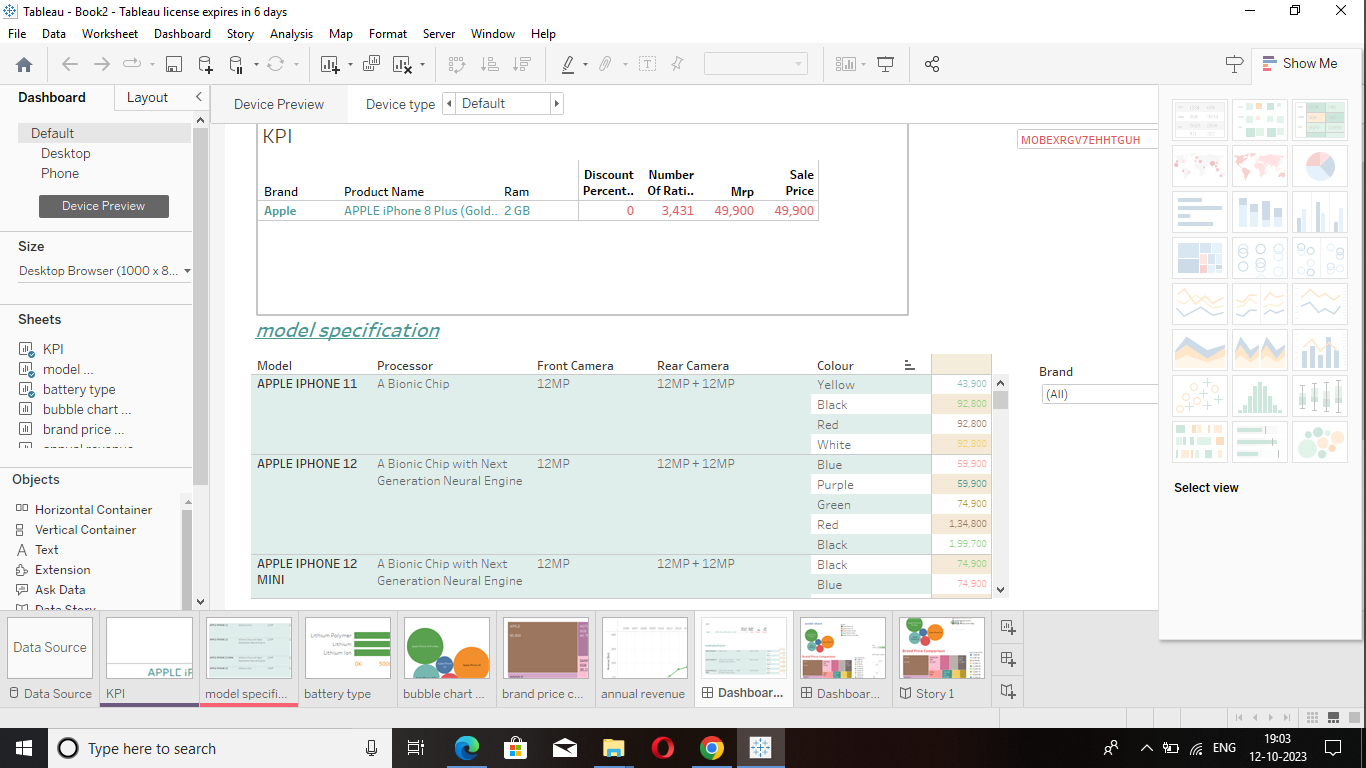 Tableau - Book2 - Tableau license expires in 6 days
File Data Worksheet Dashboard Story Analysis Map Format Server Window Help
Show Me
Dashboard Layout
Device Preview Device type Default
Default
Desktop
Phone
Device Preview
Size
Desktop Browser (1000 x 8...
Sheets
KPI
model ...
battery type
bubble chart ...
brand price ...
Objects
Horizontal Container
Vertical Container
Text
Extension
Ask Data
Data Story
KPI
MOBEXRGV7EHHTGUH
Brand Product Name Ram Discount Percent.. Number Of Rati.. Mrp Sale Price
Apple APPLE iPhone 8 Plus (Gold.. 2 GB 0 3,431 49,900 49,900
model specification
Model Processor Front Camera Rear Camera Colour
APPLE IPHONE 11 A Bionic Chip 12MP 12MP + 12MP Yellow 43,900
Black 92,800
Red 92,800
White 92,800
APPLE IPHONE 12 A Bionic Chip with Next Generation Neural Engine 12MP 12MP + 12MP Blue 59,900
Purple 59,900
Green 74,900
Red 1,34,800
Black 1,99,700
APPLE IPHONE 12 MINI A Bionic Chip with Next Generation Neural Engine 12MP 12MP + 12MP Black 74,900
Blue 74,900
Brand
(All)
Select view
Data Source
APPLE iP
Lithium Polymer
Lithium
Lithium Ion
0K 500
Data Source KPI model specifi... battery type bubble chart ... brand price c... annual revenue Dashboar... Dashboar... Story 1
Type here to search
ENG
19:03
12-10-2023